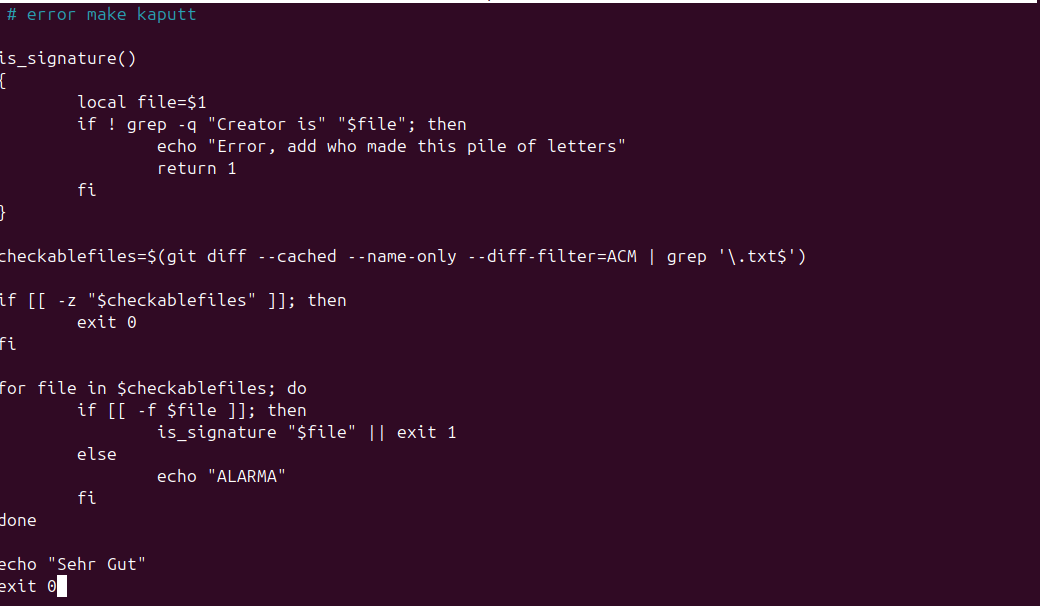 # error make kaputt
is_signature()
{
local file=$1
if ! grep -q "Creator is" "$file"; then
echo "Error, add who made this pile of letters"
return 1
fi
}
checkablefiles=$(git diff --cached --name-only --diff-filter=ACM | grep '\.txt$')
if [[ -z "$checkablefiles" ]]; then
exit 0
fi
for file in $checkablefiles; do
if [[ -f $file ]]; then
is_signature "$file" || exit 1
else
echo "ALARMA"
fi
done
echo "Sehr Gut"
exit 0